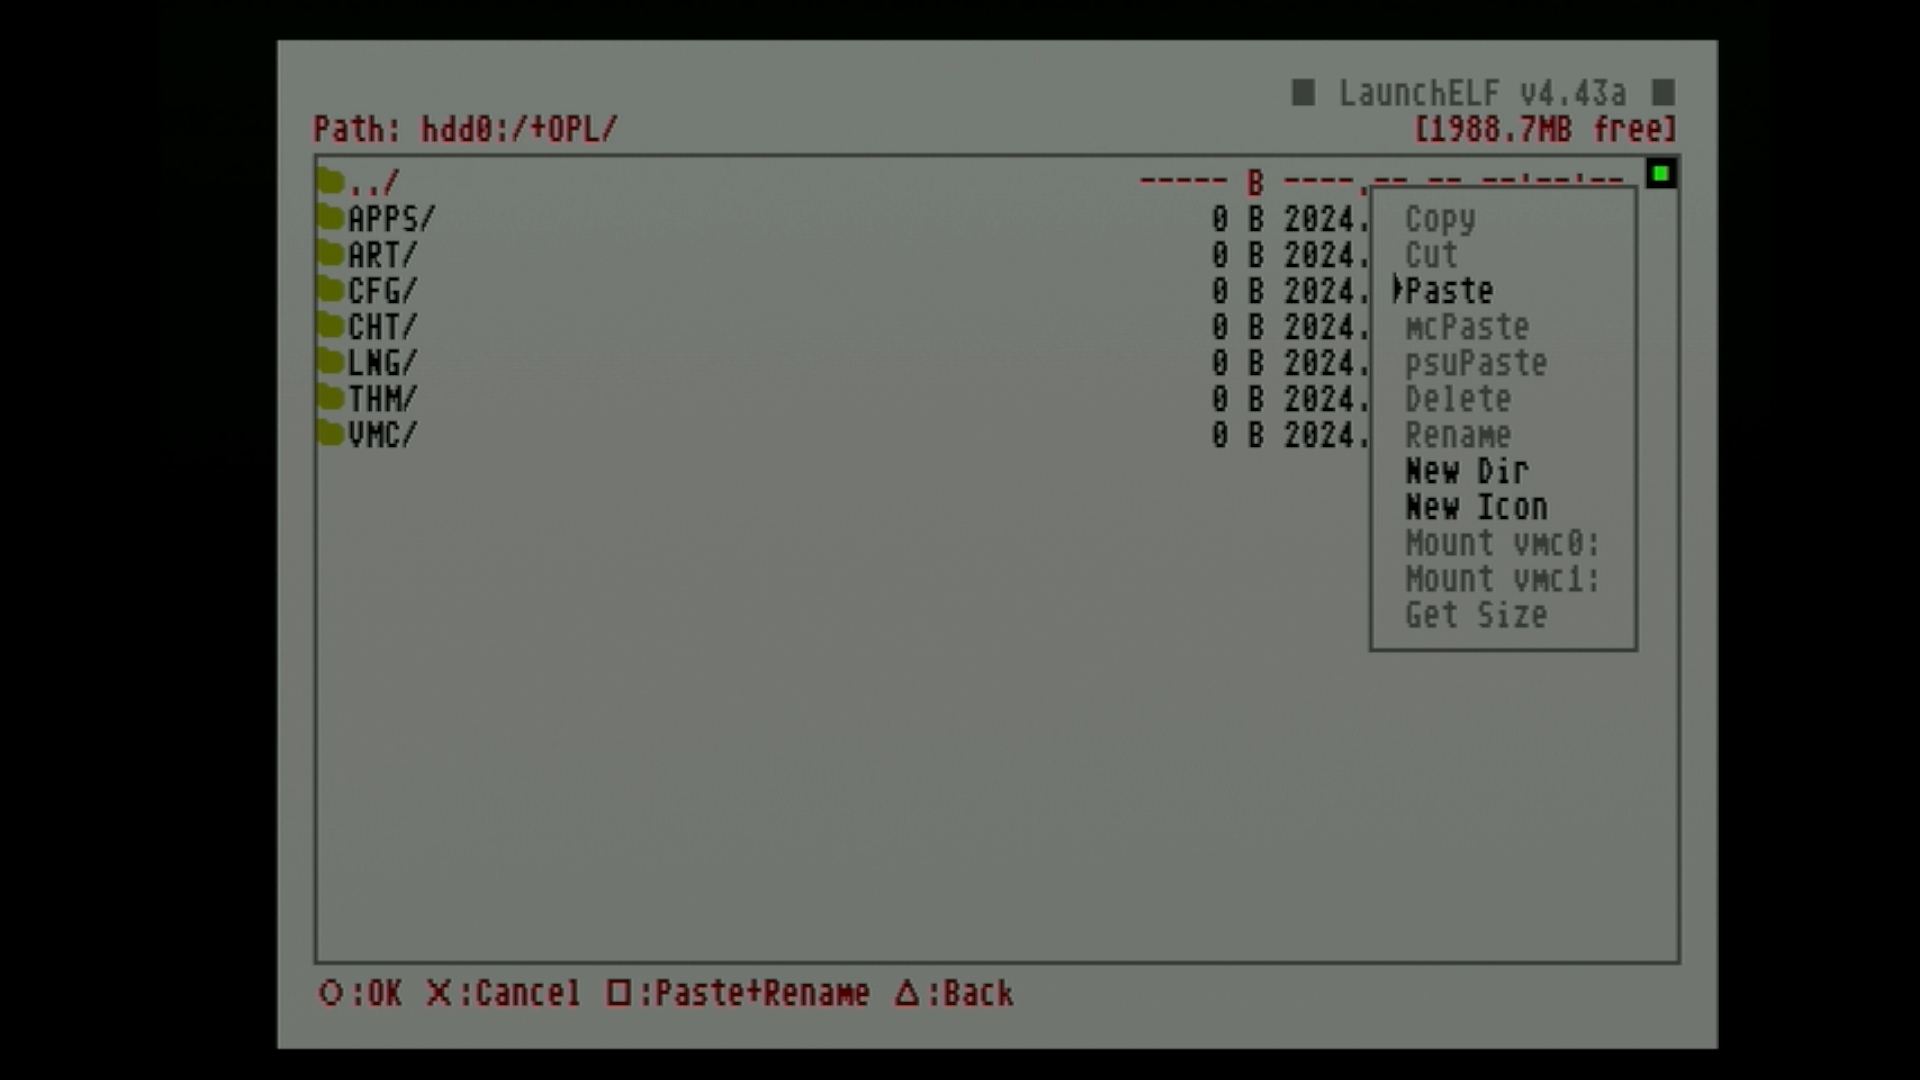 ■ LaunchELF v4.43a ■
Path: hdd0:/+OPL/ [1988.7MB free]
../ ----- B ----.-- -- --:--:--
APPS/ 0 B 2024.
ART/ 0 B 2024.
CFG/ 0 B 2024.
CHT/ 0 B 2024.
LNG/ 0 B 2024.
THM/ 0 B 2024.
VMC/ 0 B 2024.
Copy
Cut
Paste
mcPaste
psuPaste
Delete
Rename
New Dir
New Icon
Mount vmc0:
Mount vmc1:
Get Size
○:OK ×:Cancel □:Paste+Rename △:Back